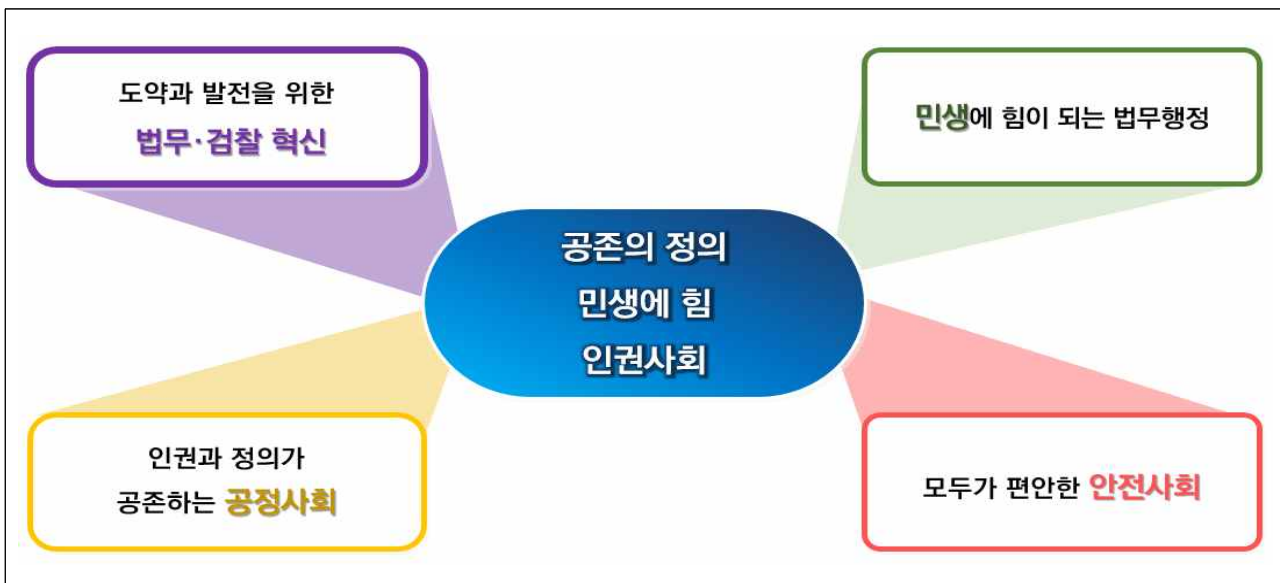 도약과 발전을 위한
법무·검찰 혁신
민생에 힘이 되는 법무행정
공존의 정의
민생에 힘
인권사회
인권과 정의가
공존하는 공정사회
모두가 편안한 안전사회